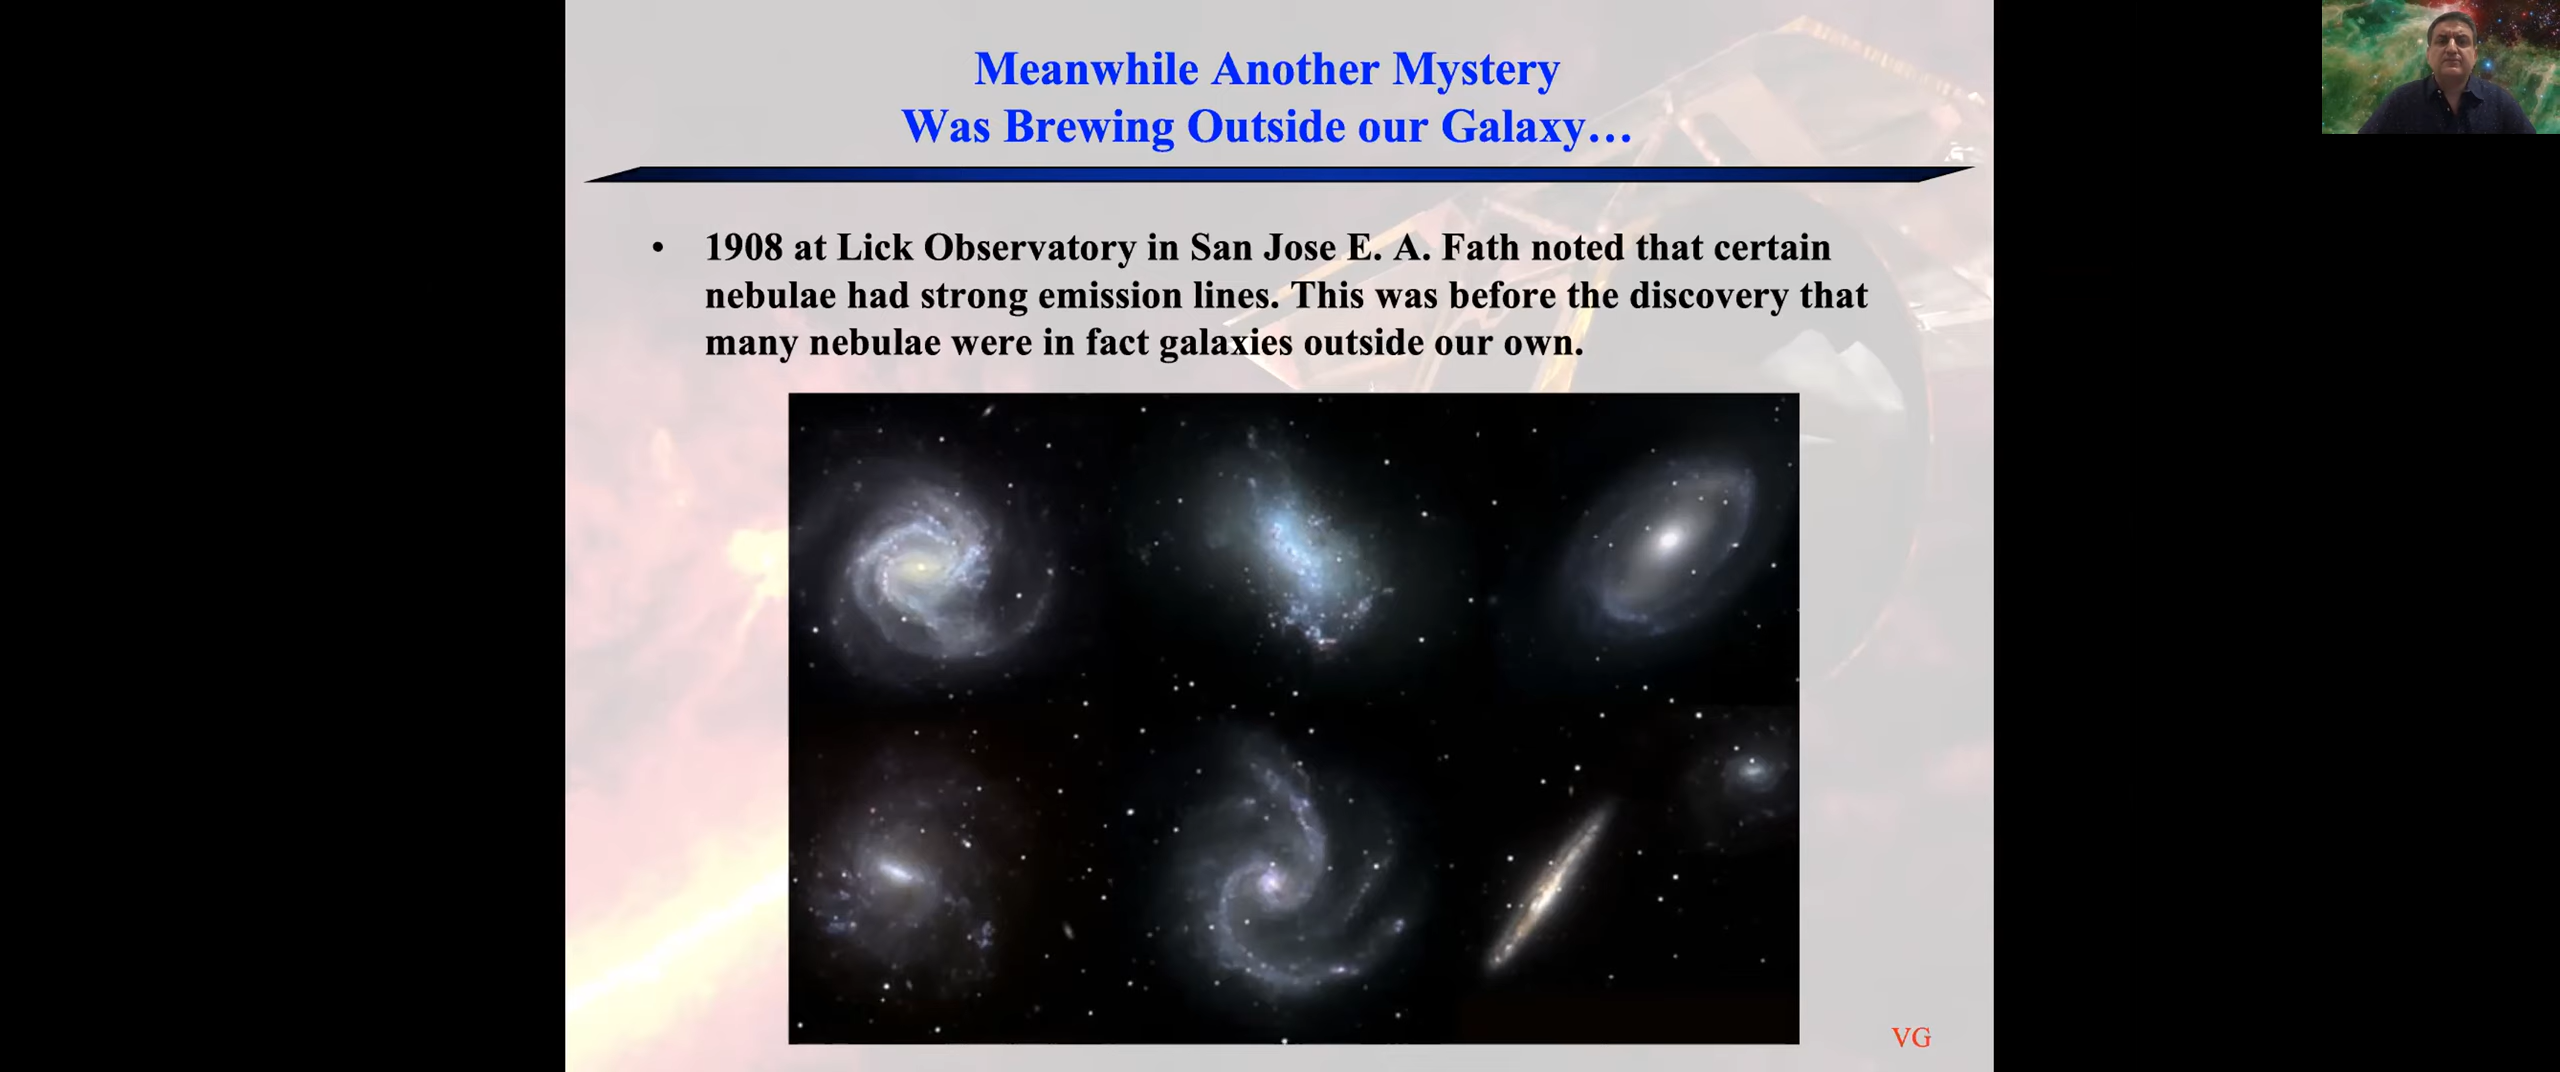 Meanwhile Another Mystery
Was Brewing Outside our Galaxy…
• 1908 at Lick Observatory in San Jose E. A. Fath noted that certain
nebulae had strong emission lines. This was before the discovery that
many nebulae were in fact galaxies outside our own.
VG